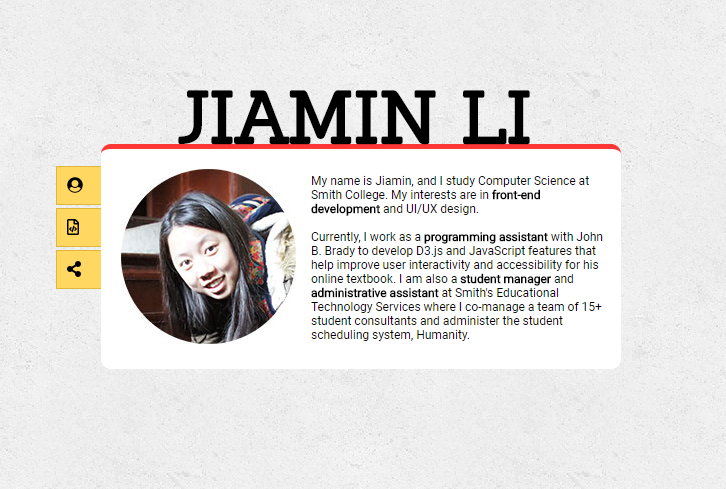 JIAMIN LI
My name is Jiamin, and I study Computer Science at
Smith College. My interests are in front-end
development and UI/UX design.
Currently, I work as a programming assistant with John
B. Brady to develop D3.js and JavaScript features that
help improve user interactivity and accessibility for his
online textbook. I am also a student manager and
administrative assistant at Smith's Educational
Technology Services where I co-manage a team of 15+
student consultants and administer the student
scheduling system, Humanity.